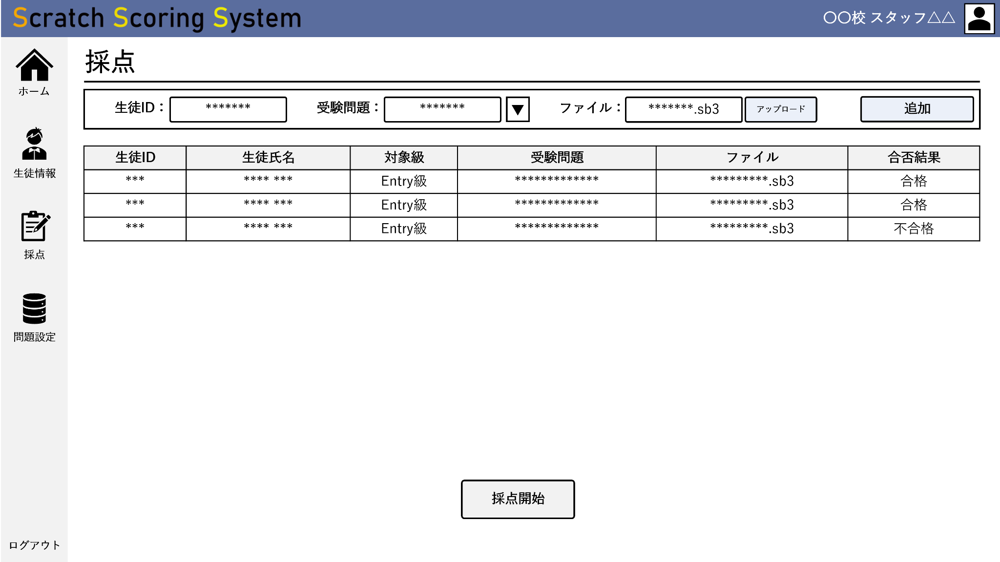 Scratch Scoring System
〇〇校 スタッフ△△
ホーム
生徒情報
採点
問題設定
ログアウト
採点
生徒ID： ******* 受験問題： ******* ▼ ファイル： *******.sb3 アップロード 追加
生徒ID 生徒氏名 対象級 受験問題 ファイル 合否結果
*** **** *** Entry級 ************* *********.sb3 合格
*** **** *** Entry級 ************* *********.sb3 合格
*** **** *** Entry級 ************* *********.sb3 不合格
採点開始